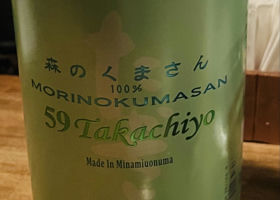 森のくまさん
100%
MORINOKUMASAN
59 Takachiyo
Made in Minamiuonuma